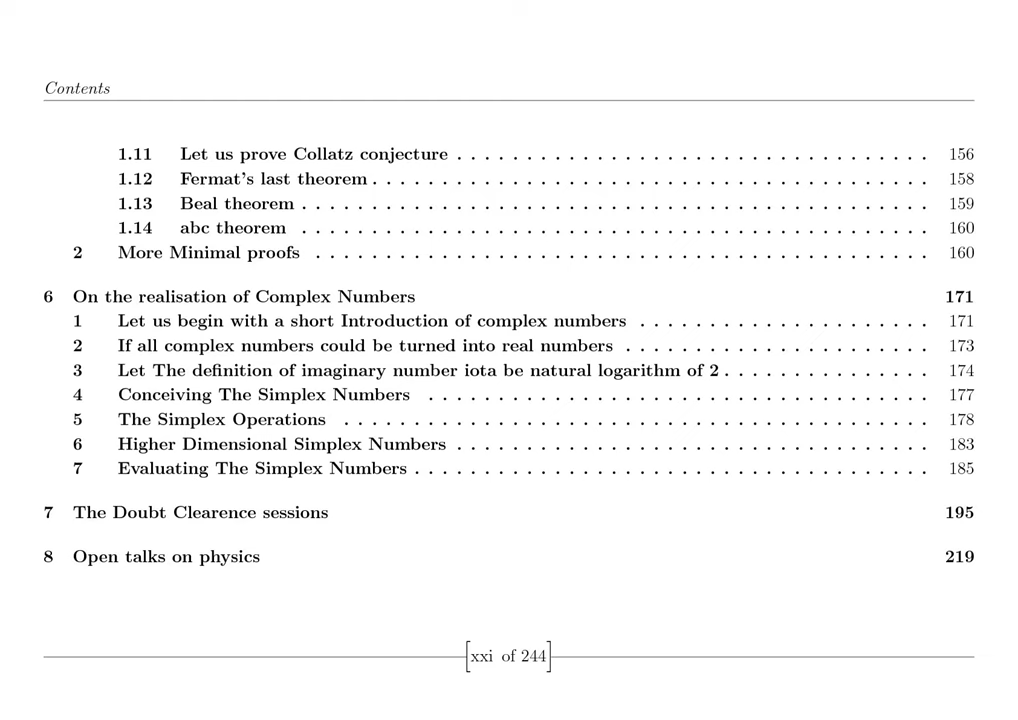 Contents
1.11 Let us prove Collatz conjecture . . . . . . . . . . . . . . . . . . . . . . . . . . . . . . . . . . 156
1.12 Fermat's last theorem . . . . . . . . . . . . . . . . . . . . . . . . . . . . . . . . . . . . . . . . 158
1.13 Beal theorem . . . . . . . . . . . . . . . . . . . . . . . . . . . . . . . . . . . . . . . . . . . . . 159
1.14 abc theorem . . . . . . . . . . . . . . . . . . . . . . . . . . . . . . . . . . . . . . . . . . . . . 160
2 More Minimal proofs . . . . . . . . . . . . . . . . . . . . . . . . . . . . . . . . . . . . . . . . . . . . 160
6 On the realisation of Complex Numbers 171
1 Let us begin with a short Introduction of complex numbers . . . . . . . . . . . . . . . . . . . . . 171
2 If all complex numbers could be turned into real numbers . . . . . . . . . . . . . . . . . . . . . . 173
3 Let The definition of imaginary number iota be natural logarithm of 2 . . . . . . . . . . . . . . . 174
4 Conceiving The Simplex Numbers . . . . . . . . . . . . . . . . . . . . . . . . . . . . . . . . . . . . 177
5 The Simplex Operations . . . . . . . . . . . . . . . . . . . . . . . . . . . . . . . . . . . . . . . . . . 178
6 Higher Dimensional Simplex Numbers . . . . . . . . . . . . . . . . . . . . . . . . . . . . . . . . . . 183
7 Evaluating The Simplex Numbers . . . . . . . . . . . . . . . . . . . . . . . . . . . . . . . . . . . . . 185
7 The Doubt Clearence sessions 195
8 Open talks on physics 219
[xxi of 244]